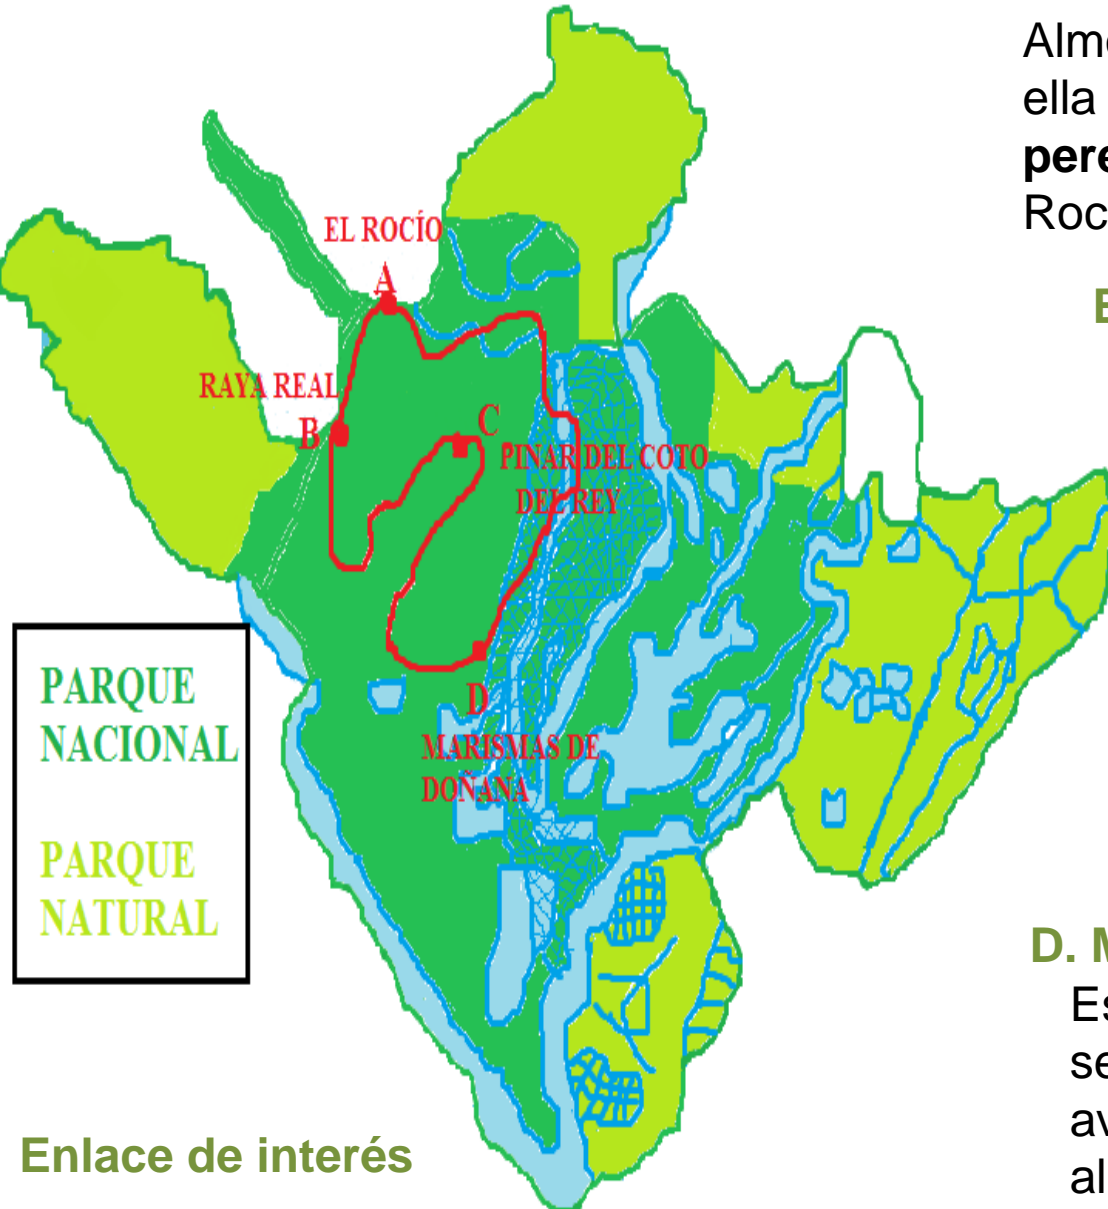 ella
EL ROCÍO
A
RAYA REAL
B
C
PINAR DEL COTO
DEL REY
D
MARISMAS DE
DOÑANA
PARQUE
NACIONAL
PARQUE
NATURAL
D.
Enlace de interés